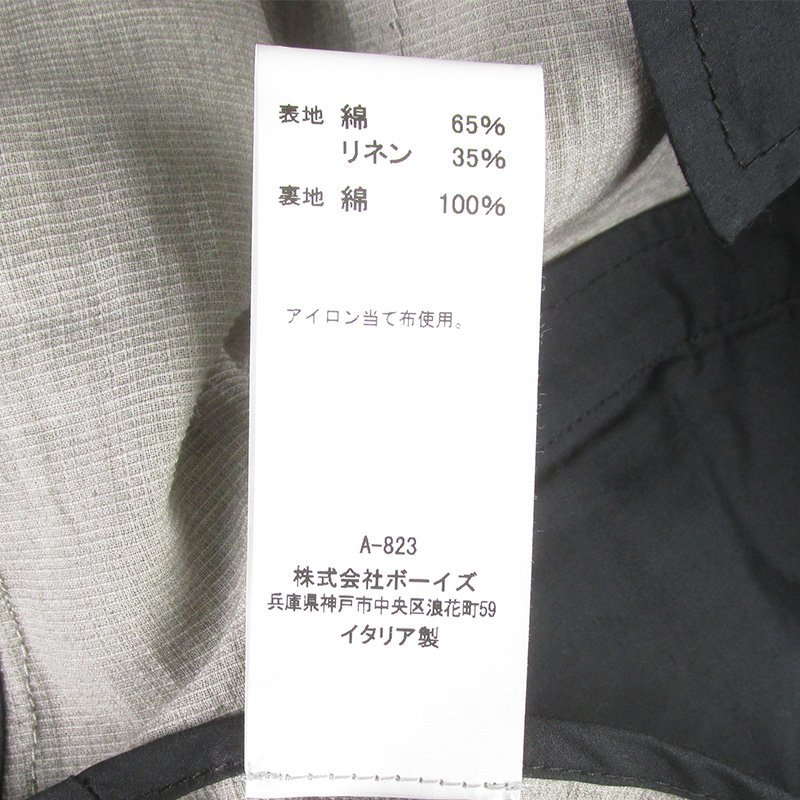 表地 綿 65%
リネン 35%
裏地 綿 100%
アイロン当て布使用。
A-823
株式会社ボーイズ
兵庫県神戸市中央区浪花町59
イタリア製